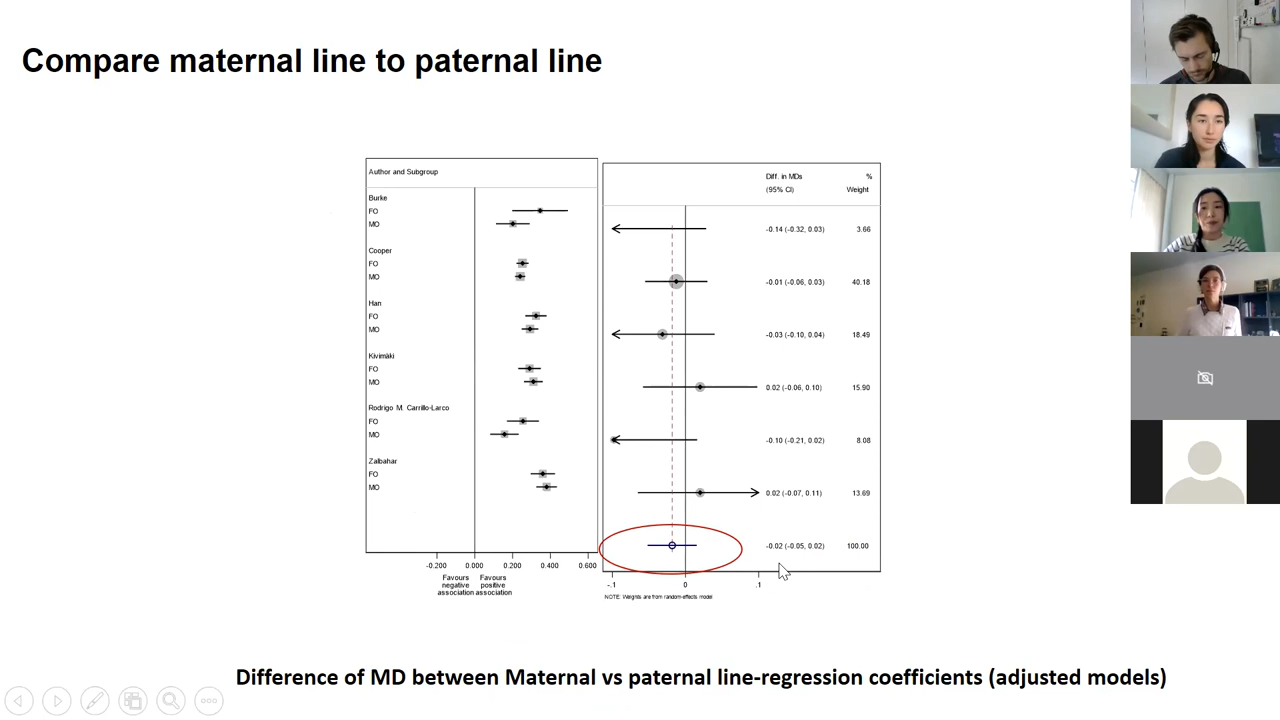 Compare maternal line to paternal line
Author and Subgroup
Burke
FO
MO
Cooper
FO
MO
Han
FO
MO
Kivimäki
FO
MO
Rodrigo M. Carrillo-Larco
FO
MO
Zalbahar
FO
MO
-0.200 0.000 0.200 0.400 0.600
Favours Favours
negative positive
association association
Diff. in MDs %
(95% CI) Weight
-0.14 (-0.32, 0.03) 3.66
-0.01 (-0.06, 0.03) 40.18
-0.03 (-0.10, 0.04) 18.49
0.02 (-0.06, 0.10) 15.90
-0.10 (-0.21, 0.02) 8.08
0.02 (-0.07, 0.11) 13.69
-0.02 (-0.05, 0.02) 100.00
-.1 0 .1
NOTE: Weights are from random-effects model
Difference of MD between Maternal vs paternal line-regression coefficients (adjusted models)